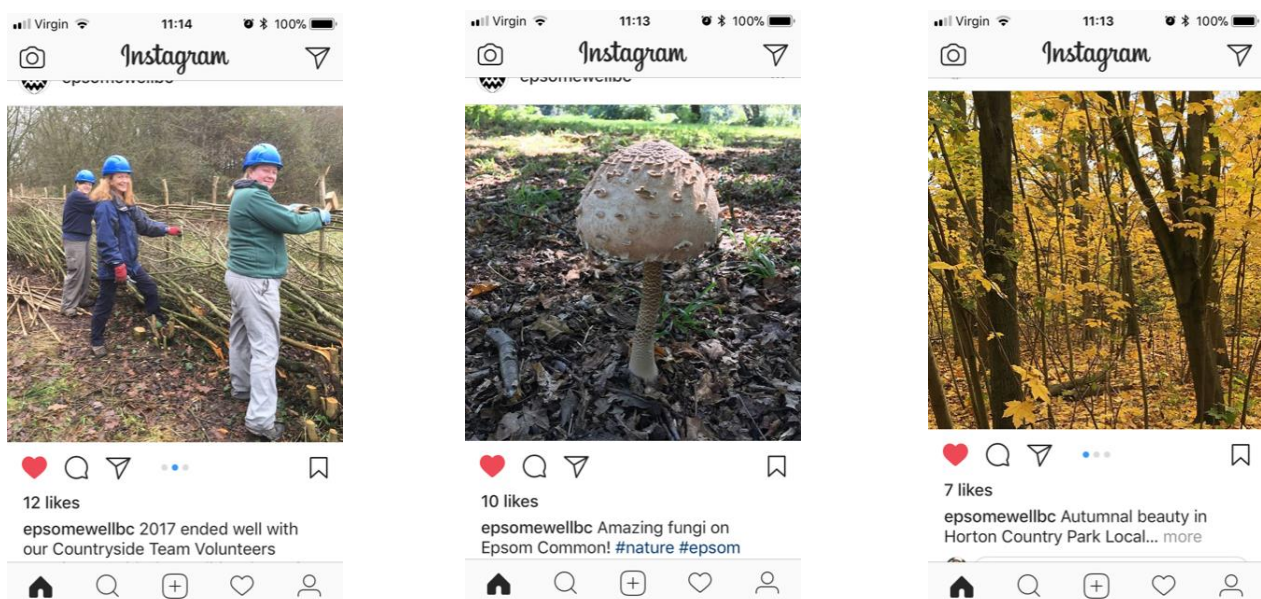 Virgin 11:14 100%
Instagram
epsomewellbc
12 likes
epsomewellbc 2017 ended well with
our Countryside Team Volunteers
Virgin 11:13 100%
Instagram
epsomewellbc
10 likes
epsomewellbc Amazing fungi on
Epsom Common! #nature #epsom
Virgin 11:13 100%
Instagram
7 likes
epsomewellbc Autumnal beauty in
Horton Country Park Local... more